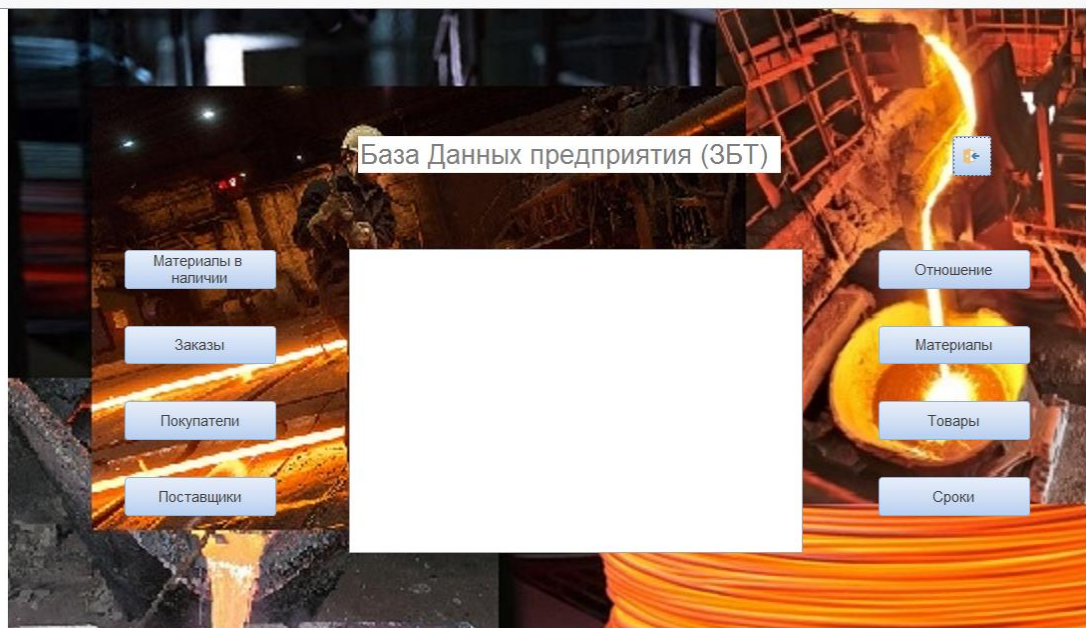 База Данных предприятия (ЗБТ)
Материалы в
наличии
Отношение
Заказы
Материалы
Покупатели
Товары
Поставщики
Сроки